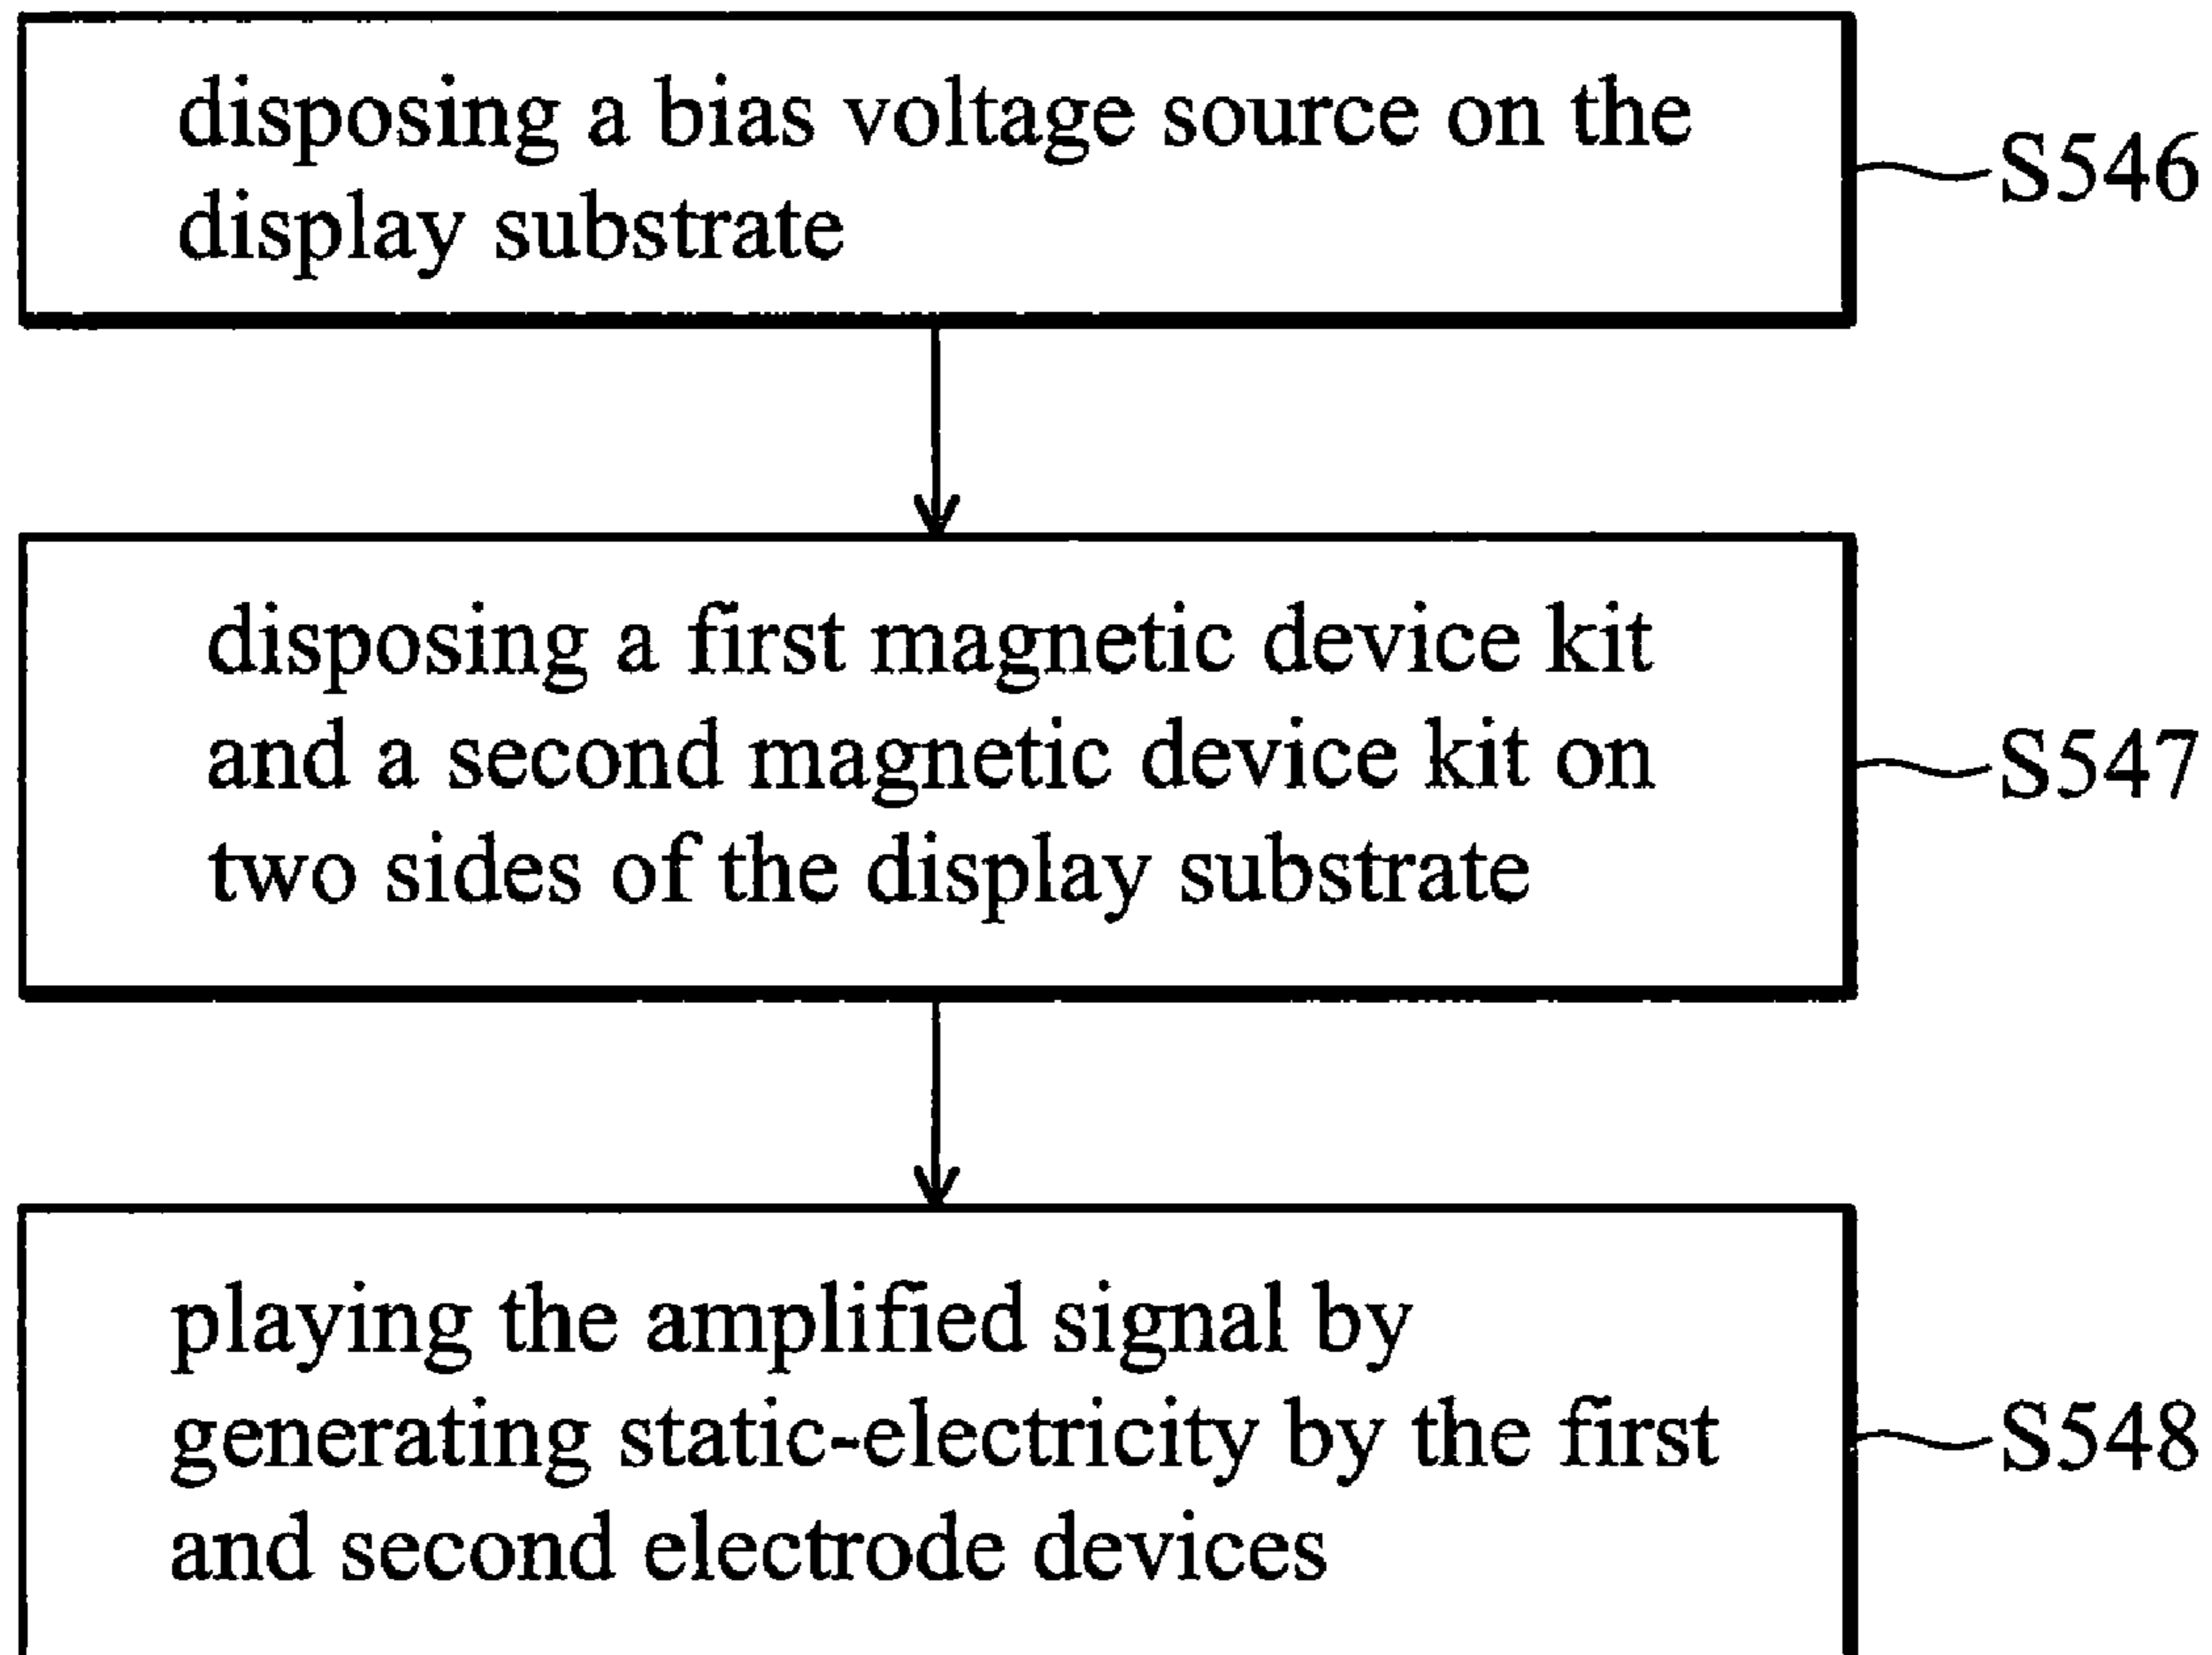 disposing a bias voltage source on the
display substrate
S546
disposing a first magnetic device kit
and a second magnetic device kit on
two sides of the display substrate
S547
playing the amplified signal by
generating static-electricity by the first
and second electrode devices
S548